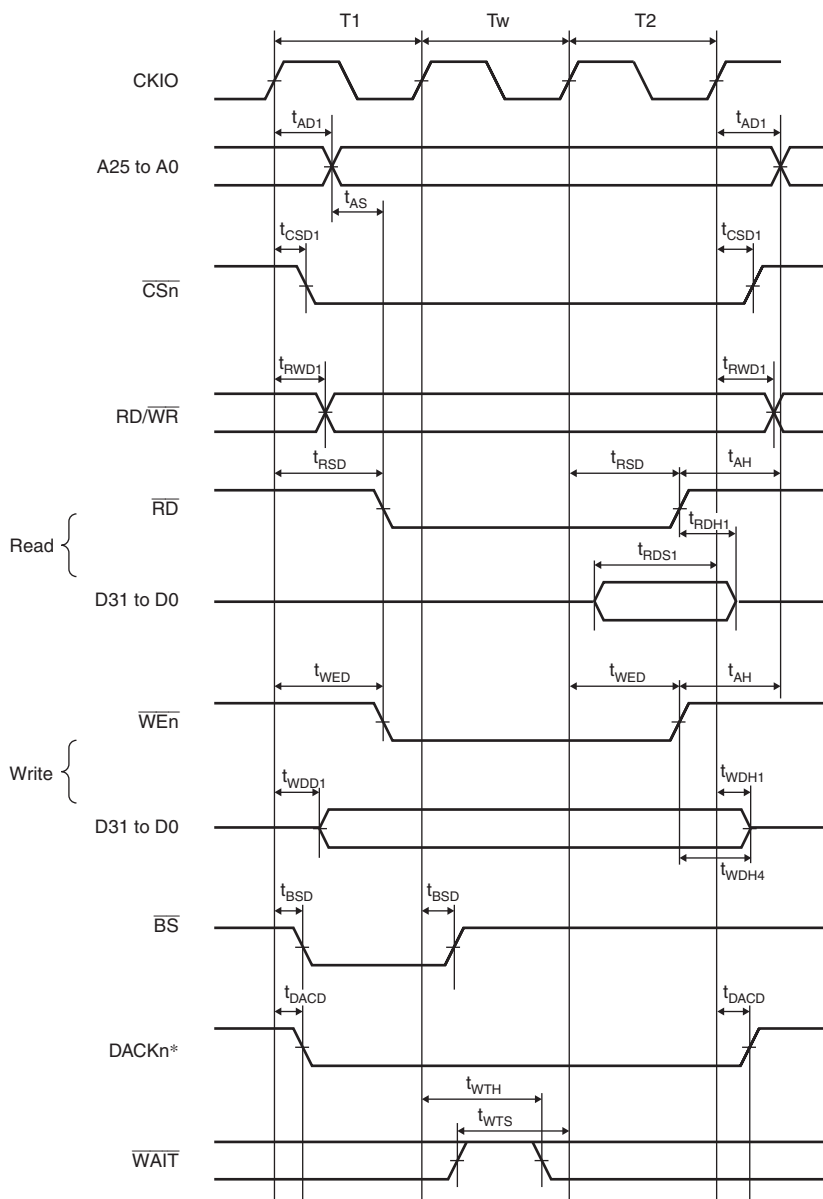 T1 Tw T2
CKIO
tAD1 tAD1
A25 to A0
tAS
tCSD1 tCSD1
CSn
tRWD1 tRWD1
RD/WR
tRSD tRSD tAH
RD
tRDH1
Read
tRDS1
D31 to D0
tWED tWED tAH
WEn
Write
tWDD1 tWDH1
D31 to D0
tWDH4
tBSD tBSD
BS
tDACD tDACD
DACKn*
tWTH
tWTS
WAIT